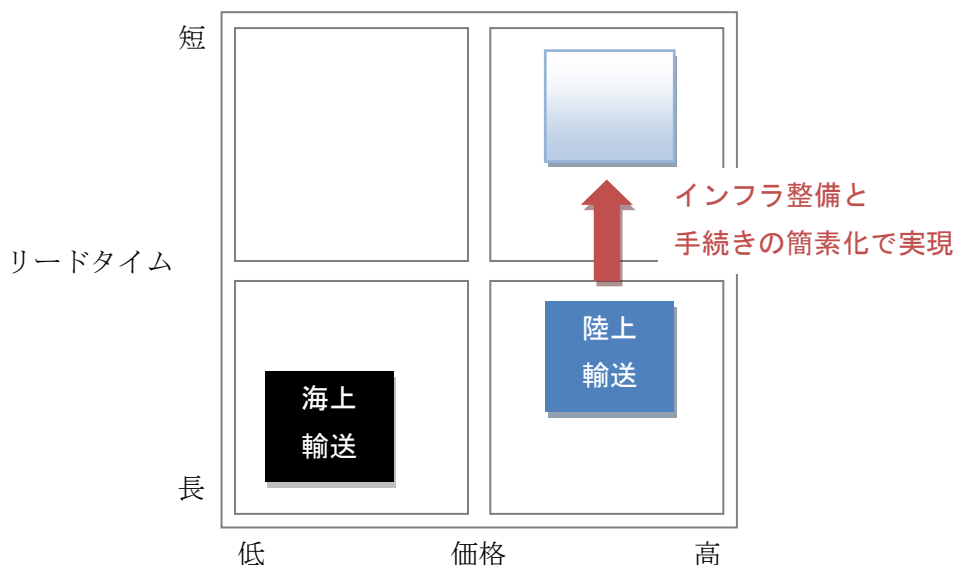 短
インフラ整備と
手続きの簡素化で実現
リードタイム
陸上
輸送
海上
輸送
長
低 価格 高